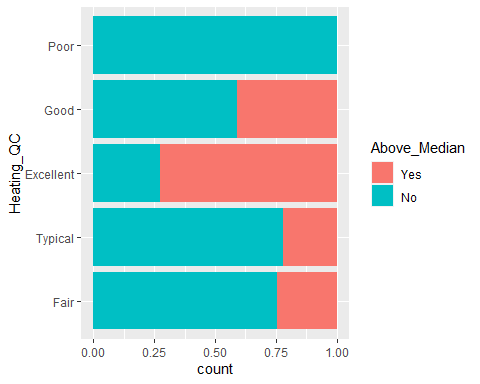 Heating_QC
Poor
Good
Excellent
Typical
Fair
0.00 0.25 0.50 0.75 1.00
count
Above_Median
Yes
No